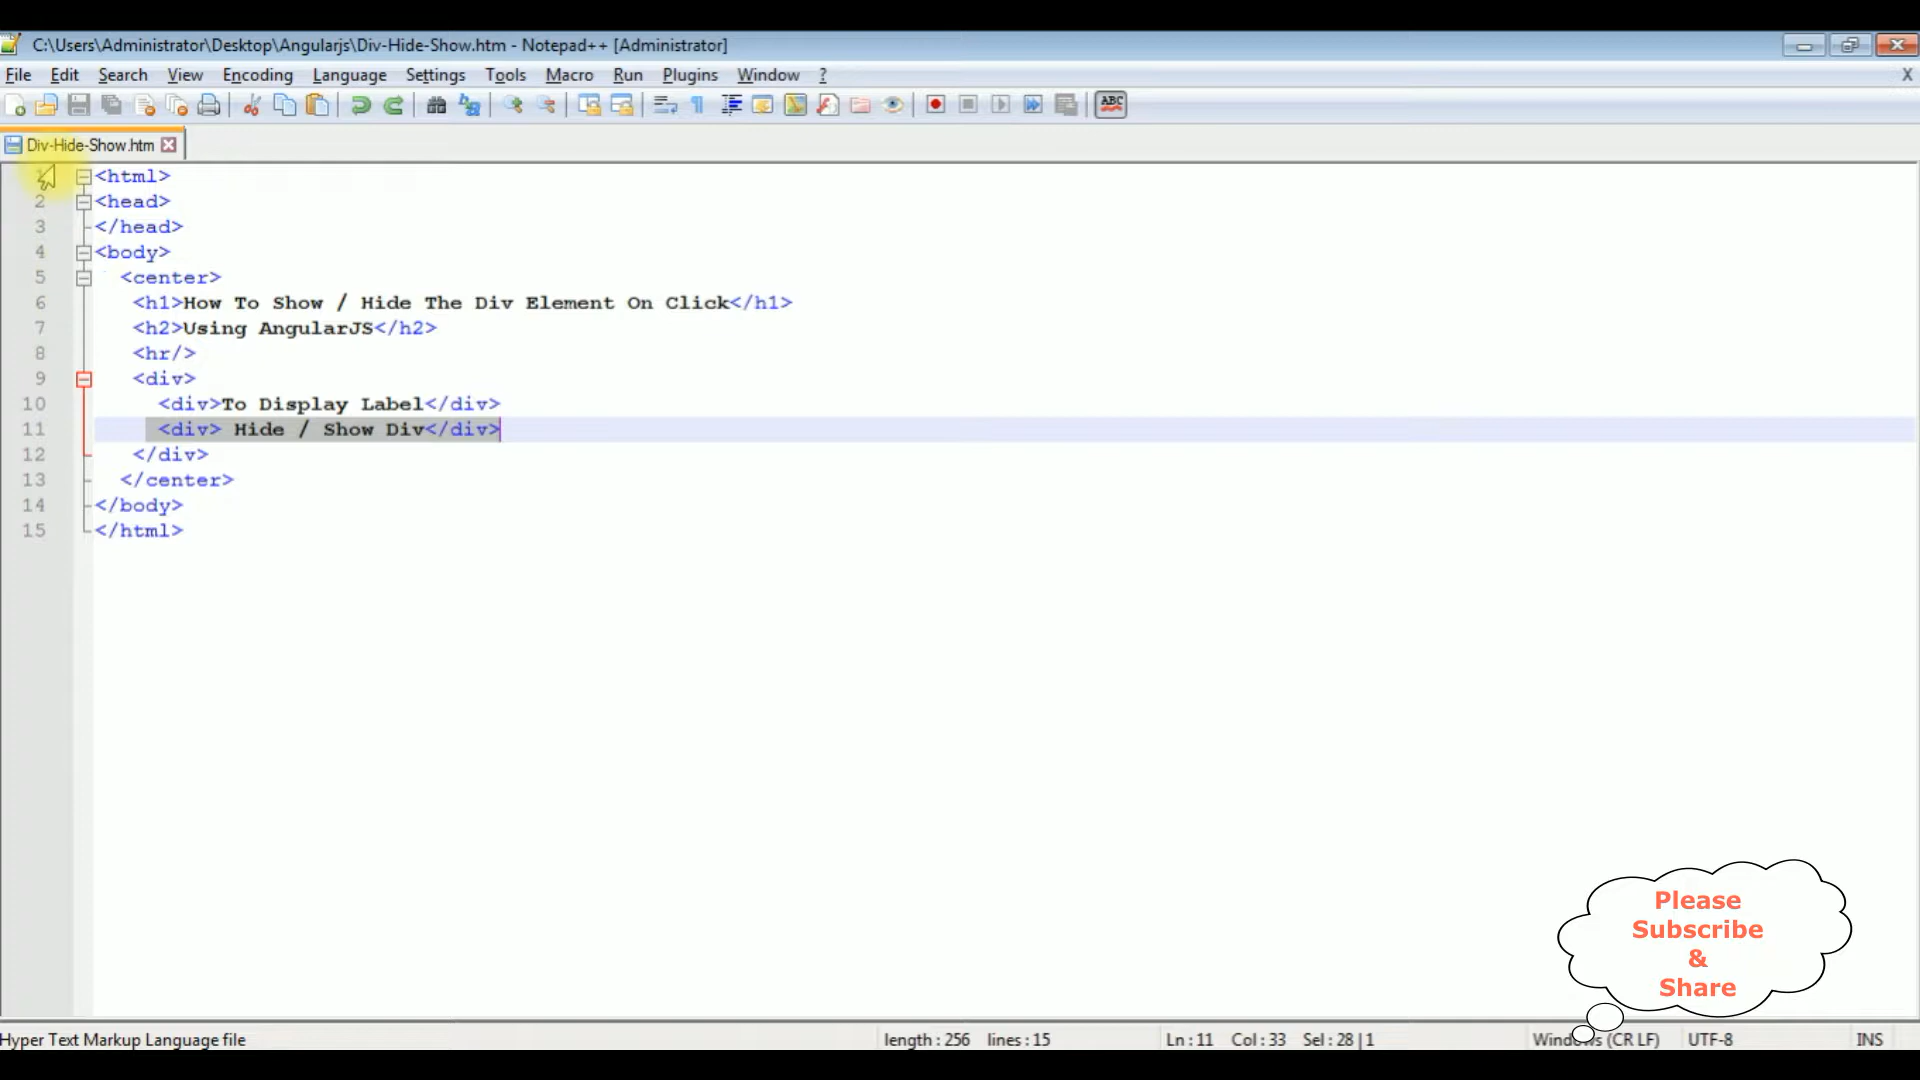 C:\Users\Administrator\Desktop\Angularjs\Div-Hide-Show.htm - Notepad++ [Administrator]
File Edit Search View Encoding Language Settings Tools Macro Run Plugins Window ? X
ABC
Div-Hide-Show.htm
1 <html>
2 <head>
3 </head>
4 <body>
5 <center>
6 <h1>How To Show / Hide The Div Element On Click</h1>
7 <h2>Using AngularJS</h2>
8 <hr/>
9 <div>
10 <div>To Display Label</div>
11 <div> Hide / Show Div</div>
12 </div>
13 </center>
14 </body>
15 </html>
Please
Subscribe
&
Share
Hyper Text Markup Language file length : 256 lines : 15 Ln : 11 Col : 33 Sel : 28 | 1 Windows (CR LF) UTF-8 INS